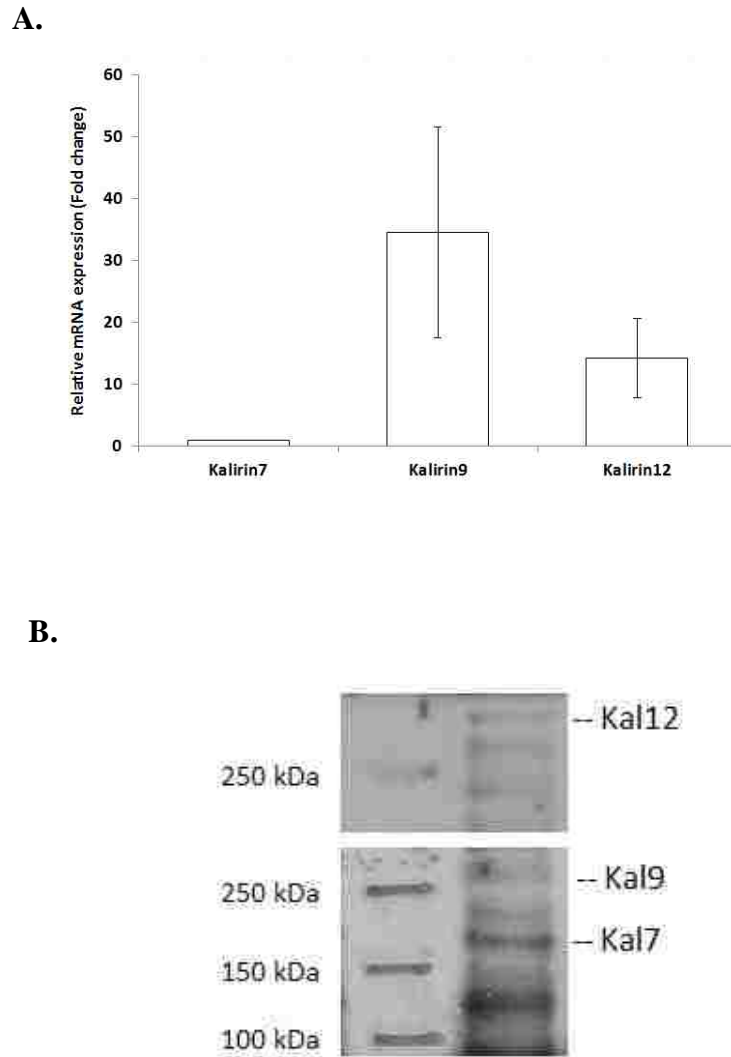 A.
60
50
40
30
20
10
0
Relative mRNA expression (Fold change)
Kalirin7 Kalirin9 Kalirin12
B.
-- Kal12
250 kDa
-- Kal9
250 kDa
-- Kal7
150 kDa
100 kDa